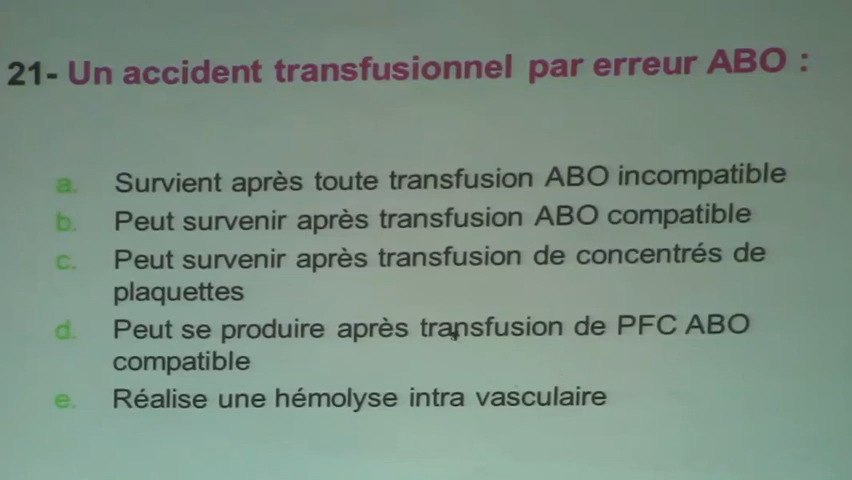 21- Un accident transfusionnel par erreur ABO :
a. Survient après toute transfusion ABO incompatible
b. Peut survenir après transfusion ABO compatible
c. Peut survenir après transfusion de concentrés de
plaquettes
d. Peut se produire après transfusion de PFC ABO
compatible
e. Réalise une hémolyse intra vasculaire